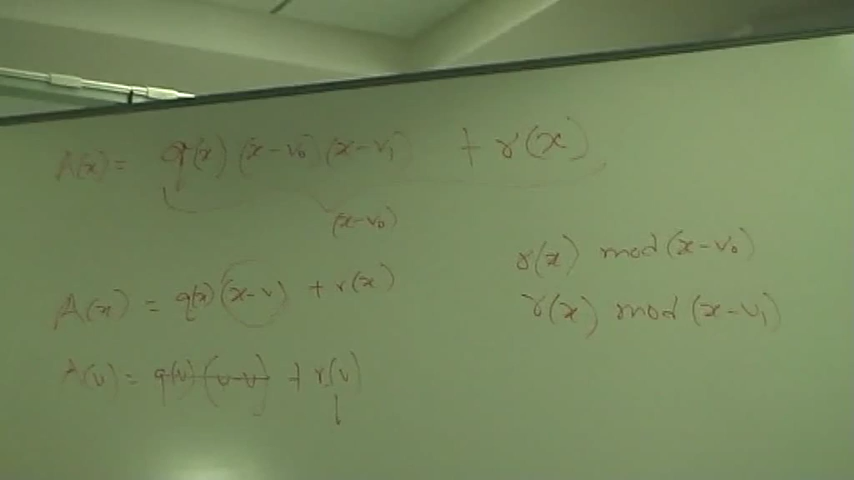 A(x) = q(x) (x-v₀) (x-v₁) + r(x)
(x-v₀)
r(x) mod (x-v₀)
A(x) = q(x) (x-v) + r(x)
r(x) mod (x-v₁)
A(v) = q(v) (v-v) + r(v)